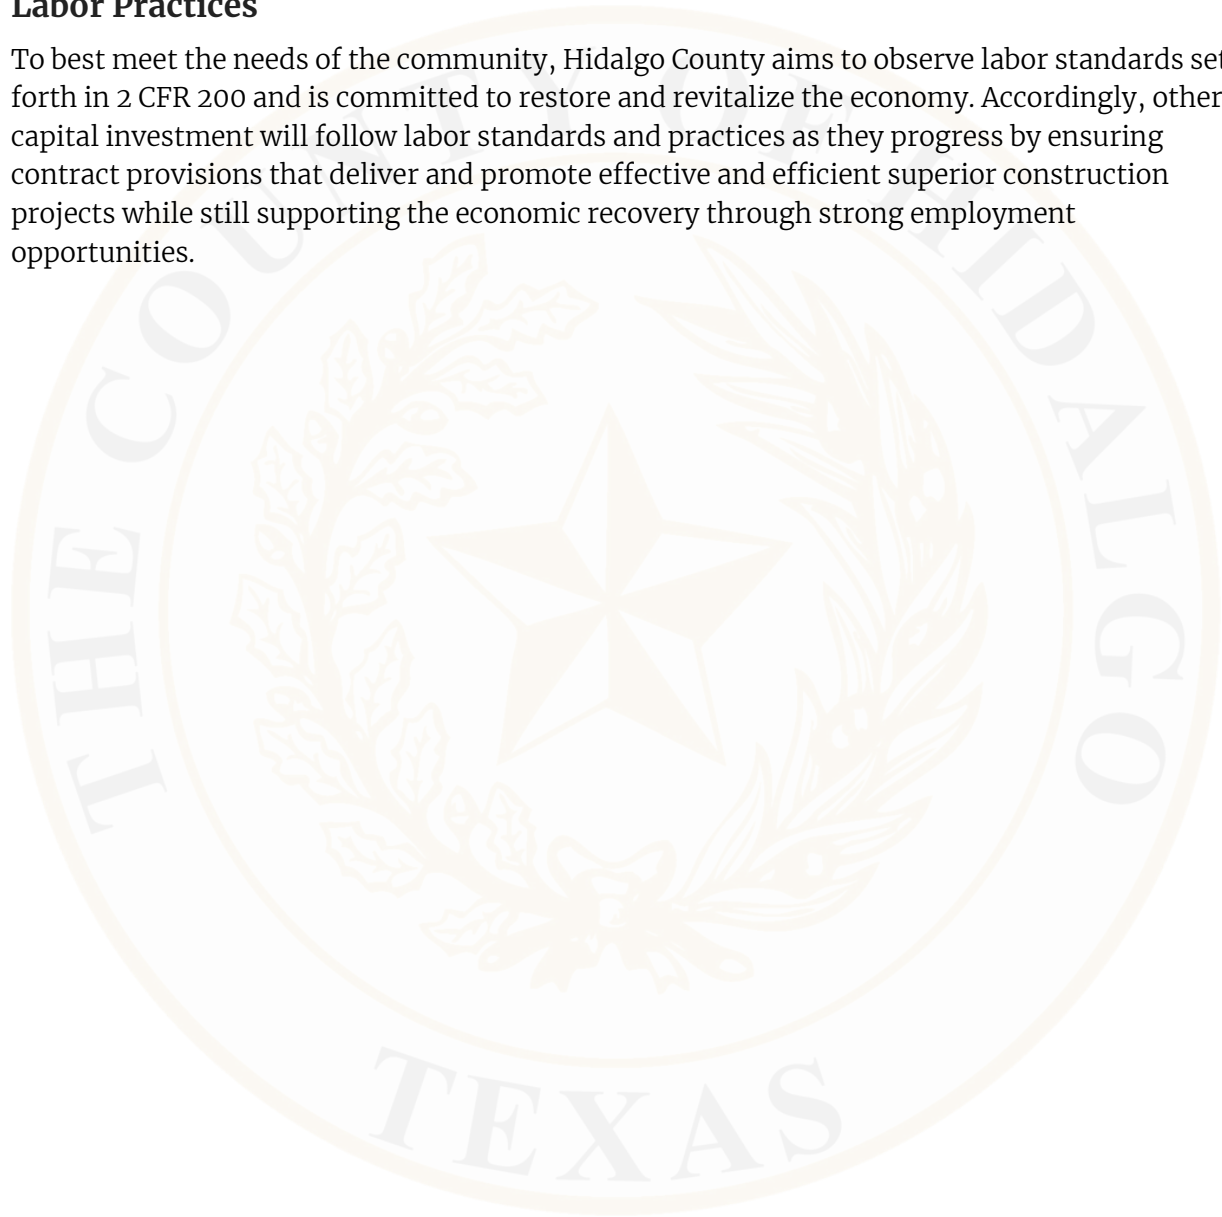 Labor Practices
To best meet the needs of the community, Hidalgo County aims to observe labor standards set
forth in 2 CFR 200 and is committed to restore and revitalize the economy. Accordingly, other
capital investment will follow labor standards and practices as they progress by ensuring
contract provisions that deliver and promote effective and efficient superior construction
projects while still supporting the economic recovery through strong employment
opportunities.
THE COUNTY OF HIDALGO
TEXAS